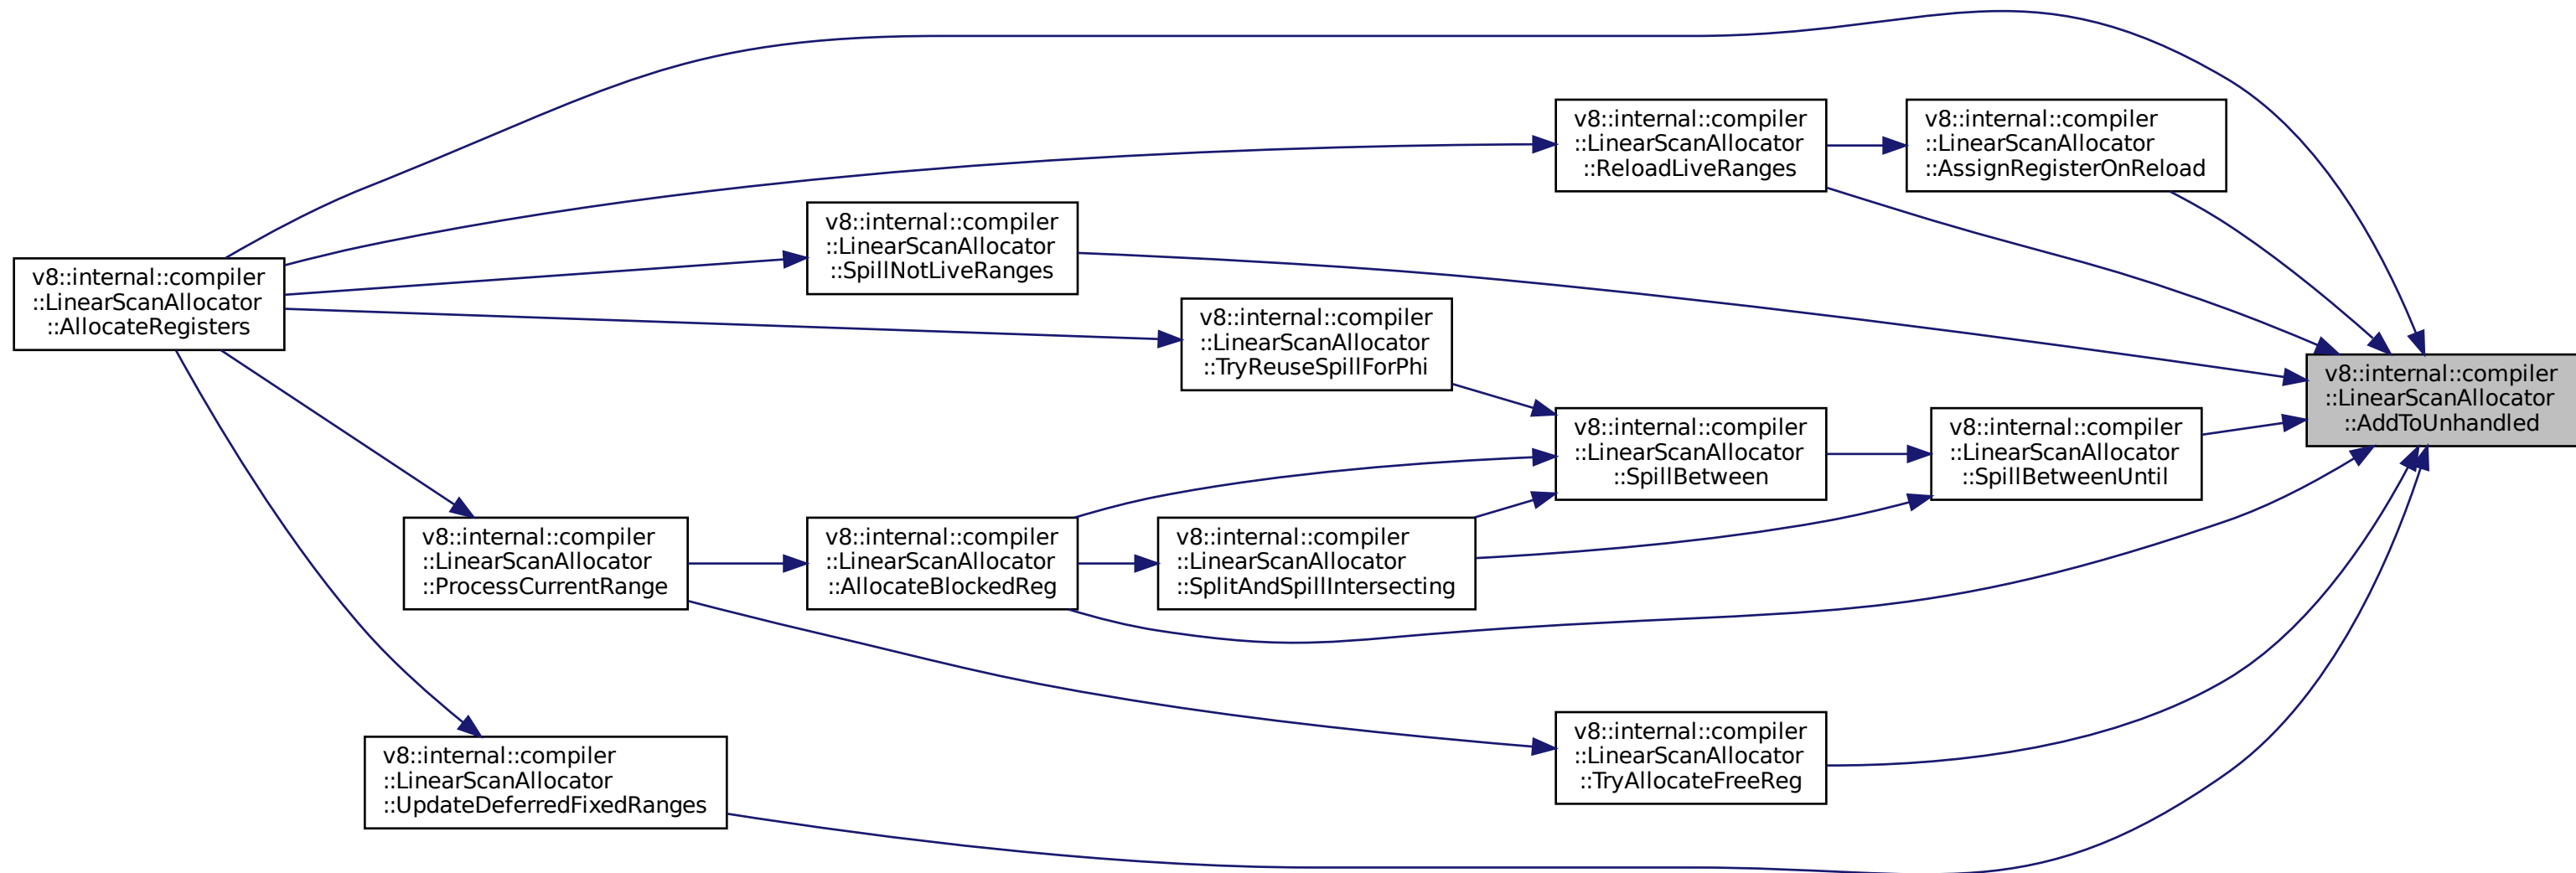 v8::internal::compiler
::LinearScanAllocator
::AllocateRegisters
v8::internal::compiler
::LinearScanAllocator
::ReloadLiveRanges
v8::internal::compiler
::LinearScanAllocator
::AssignRegisterOnReload
v8::internal::compiler
::LinearScanAllocator
::SpillNotLiveRanges
v8::internal::compiler
::LinearScanAllocator
::TryReuseSpillForPhi
v8::internal::compiler
::LinearScanAllocator
::AddToUnhandled
v8::internal::compiler
::LinearScanAllocator
::SpillBetween
v8::internal::compiler
::LinearScanAllocator
::SpillBetweenUntil
v8::internal::compiler
::LinearScanAllocator
::ProcessCurrentRange
v8::internal::compiler
::LinearScanAllocator
::AllocateBlockedReg
v8::internal::compiler
::LinearScanAllocator
::SplitAndSpillIntersecting
v8::internal::compiler
::LinearScanAllocator
::TryAllocateFreeReg
v8::internal::compiler
::LinearScanAllocator
::UpdateDeferredFixedRanges